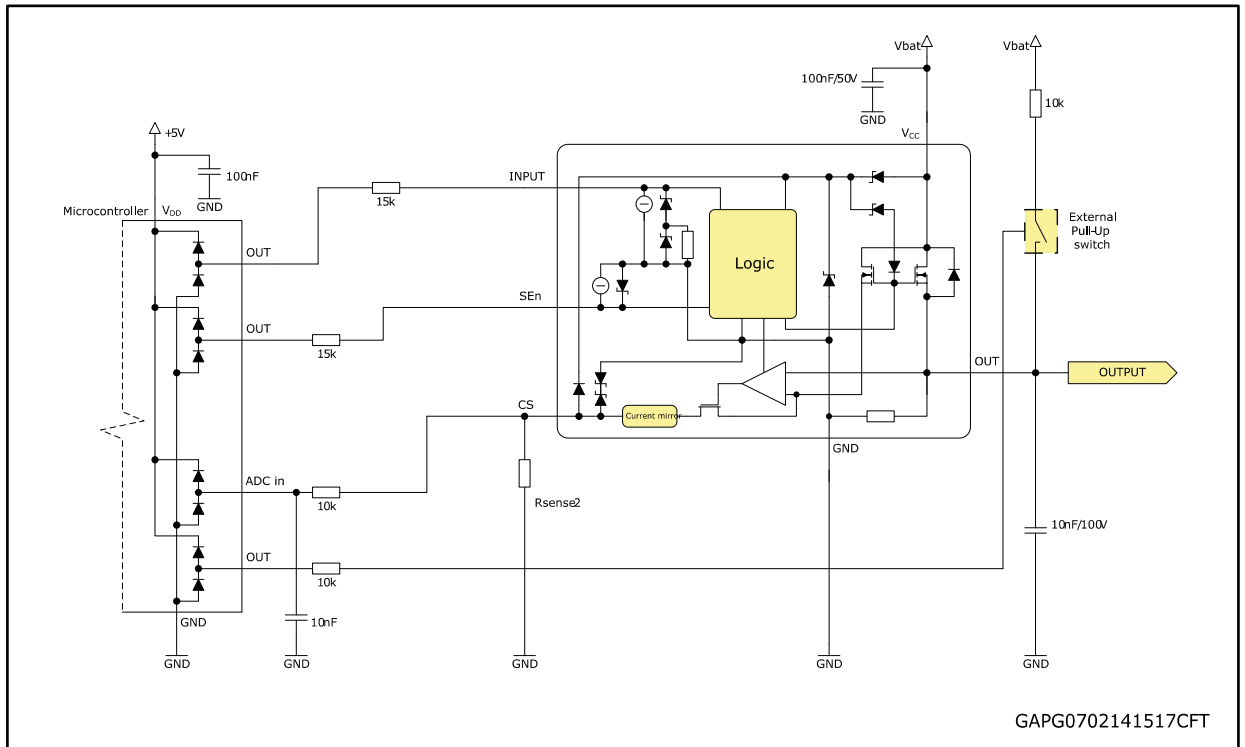 Vbat
Vbat
100nF/50V
10k
GND
V_CC
+5V
100nF
INPUT
15k
GND
Microcontroller
V_DD
External
Pull-Up
switch
OUT
Logic
SEn
OUT
15k
OUT
OUTPUT
CS
Current mirror
GND
ADC in
10k
Rsense2
10nF/100V
OUT
10k
GND
10nF
GND
GND
GND
GND
GND
GAPG0702141517CFT